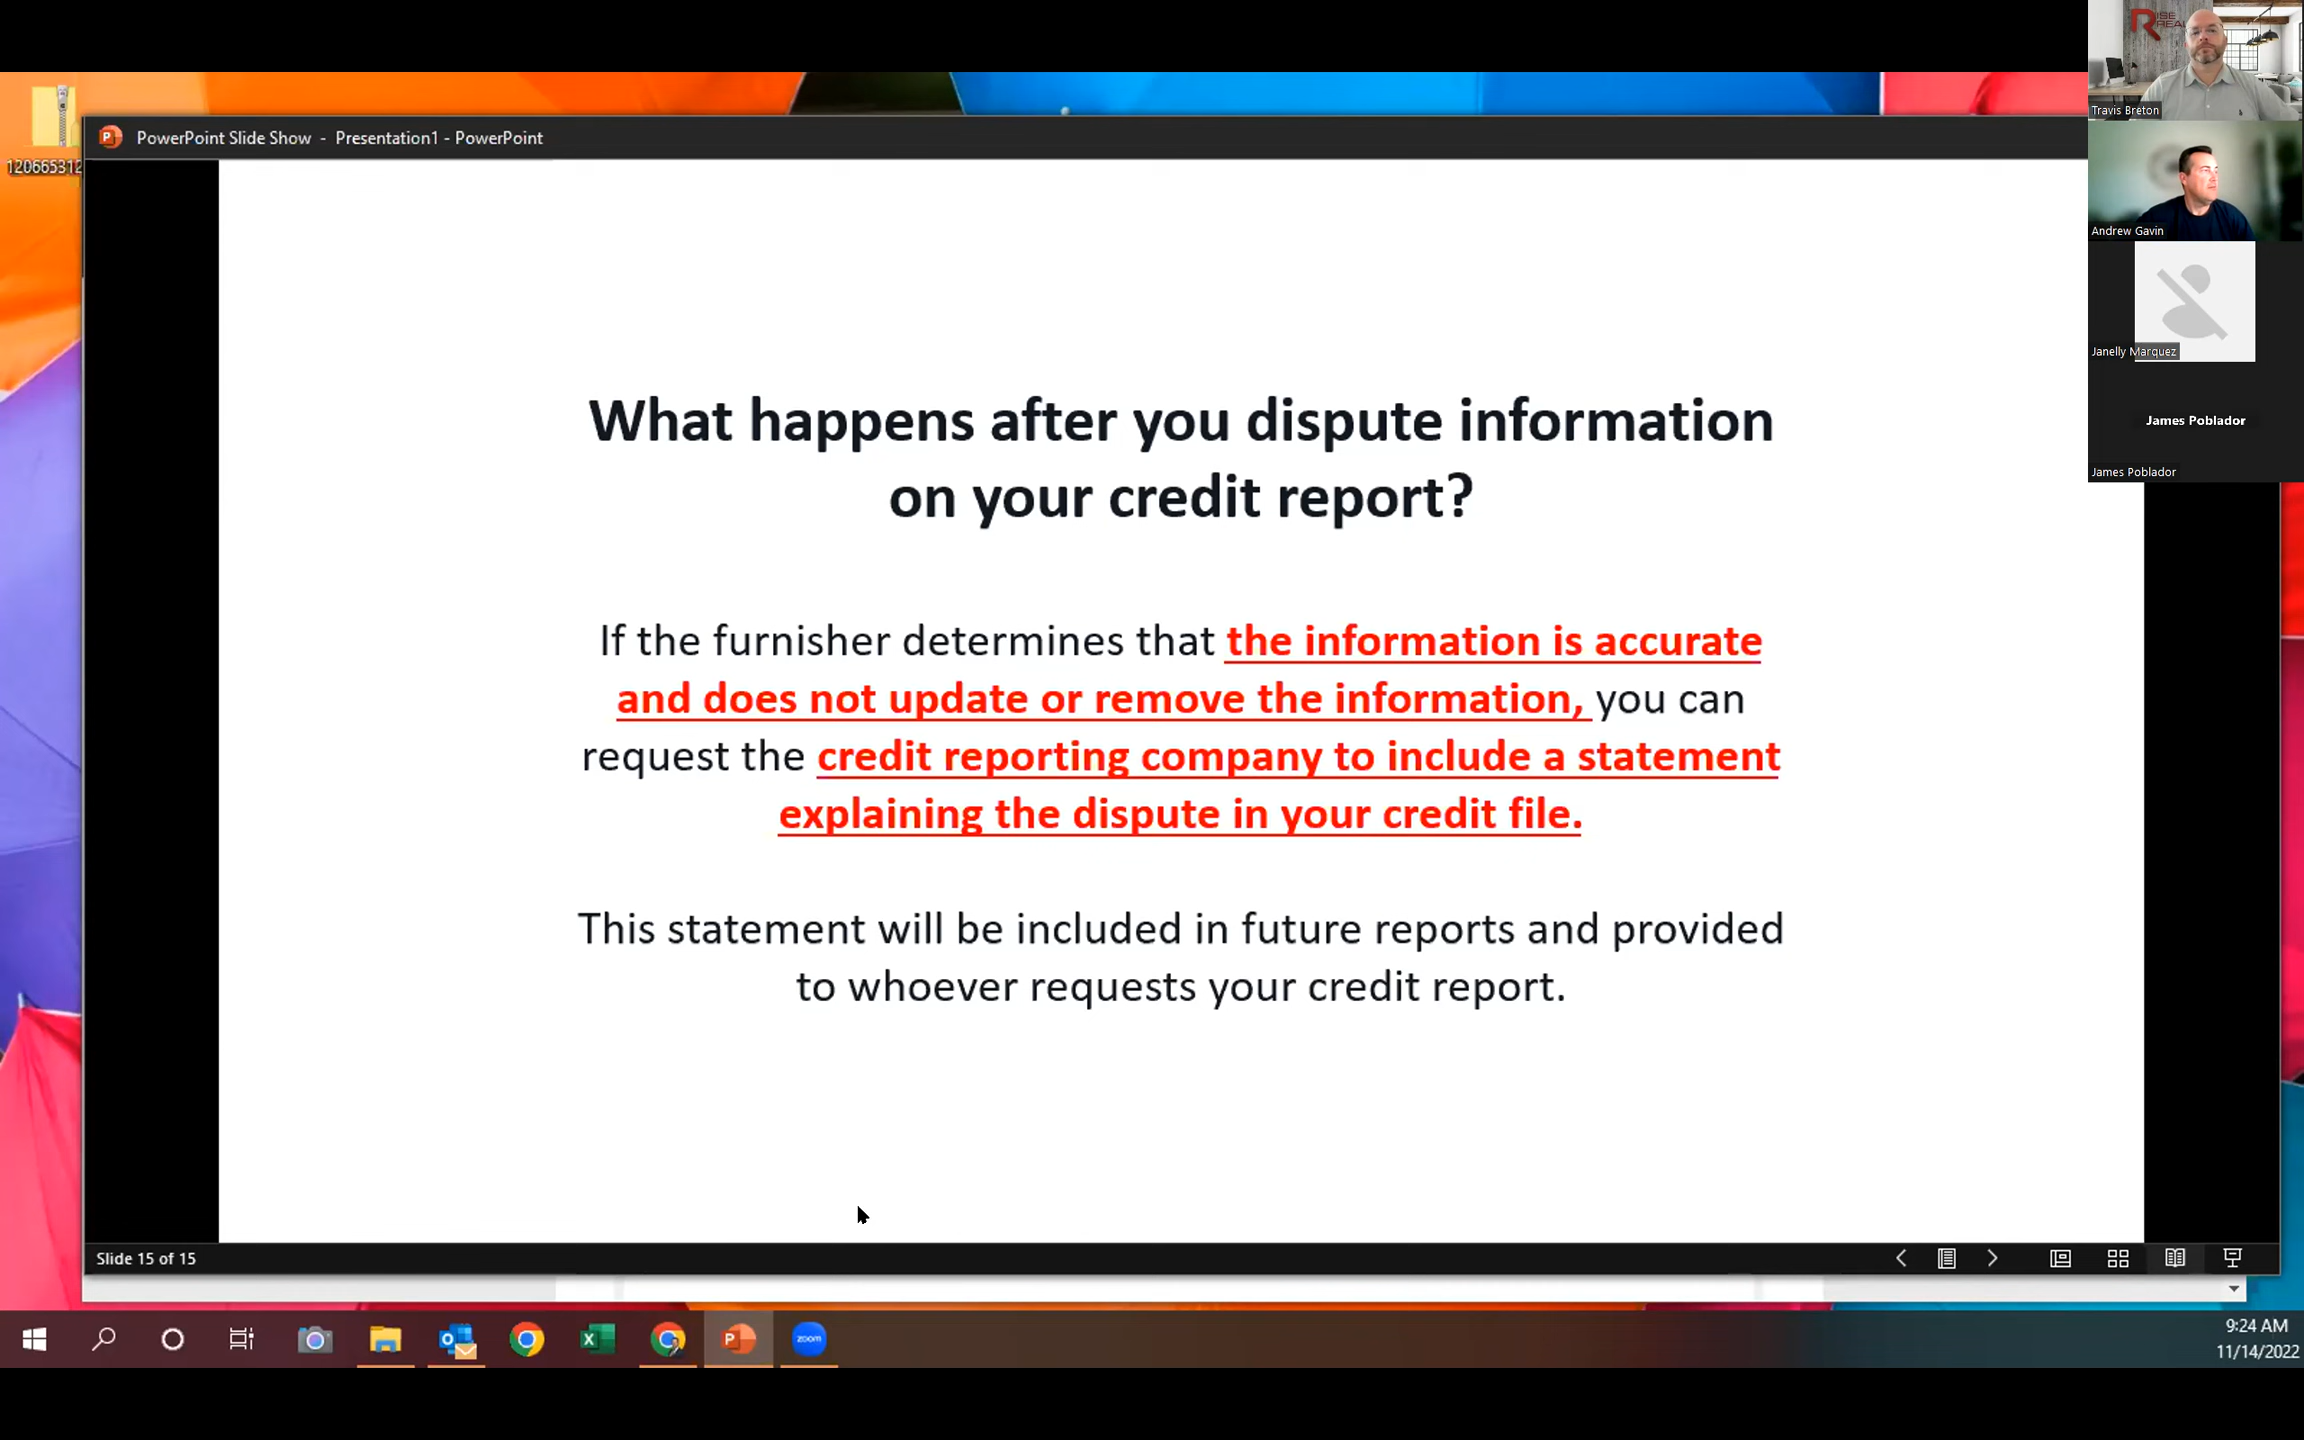 RISE
REAL
Travis Breton
Andrew Gavin
Janelly Marquez
James Poblador
James Poblador
120665312
PowerPoint Slide Show - Presentation1 - PowerPoint
What happens after you dispute information
on your credit report?
If the furnisher determines that the information is accurate
and does not update or remove the information, you can
request the credit reporting company to include a statement
explaining the dispute in your credit file.
This statement will be included in future reports and provided
to whoever requests your credit report.
Slide 15 of 15
zoom
9:24 AM
11/14/2022